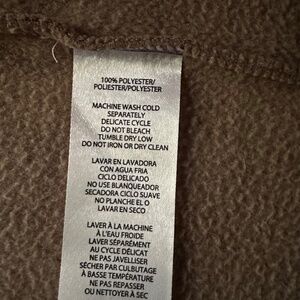 100% POLYESTER/
POLIESTER/POLYESTER
MACHINE WASH COLD
SEPARATELY
DELICATE CYCLE
DO NOT BLEACH
TUMBLE DRY LOW
DO NOT IRON OR DRY CLEAN
LAVAR EN LAVADORA
CON AGUA FRIA
CICLO DELICADO
NO USE BLANQUEADOR
SECADORA CICLO SUAVE
NO PLANCHE EL O
LAVAR EN SECO
LAVER À LA MACHINE
À L'EAU FROIDE
LAVER SÉPARÉMENT
AU CYCLE DÉLICAT
NE PAS JAVELLISER
SÉCHER PAR CULBUTAGE
À BASSE TEMPÉRATURE
NE PAS REPASSER
OU NETTOYER À SEC